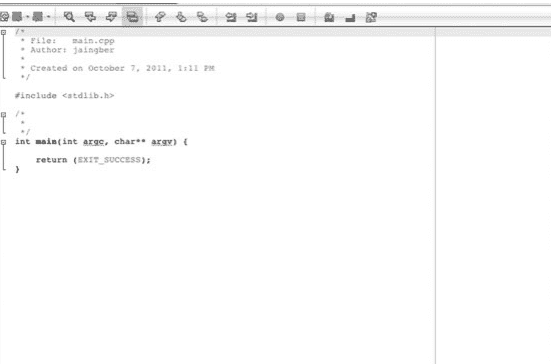 /*
* File:   main.cpp
* Author: jaingber
*
* Created on October 7, 2011, 1:11 PM
*/
#include <stdlib.h>
/*
*
*/
int main(int argc, char** argv) {
return (EXIT_SUCCESS);
}